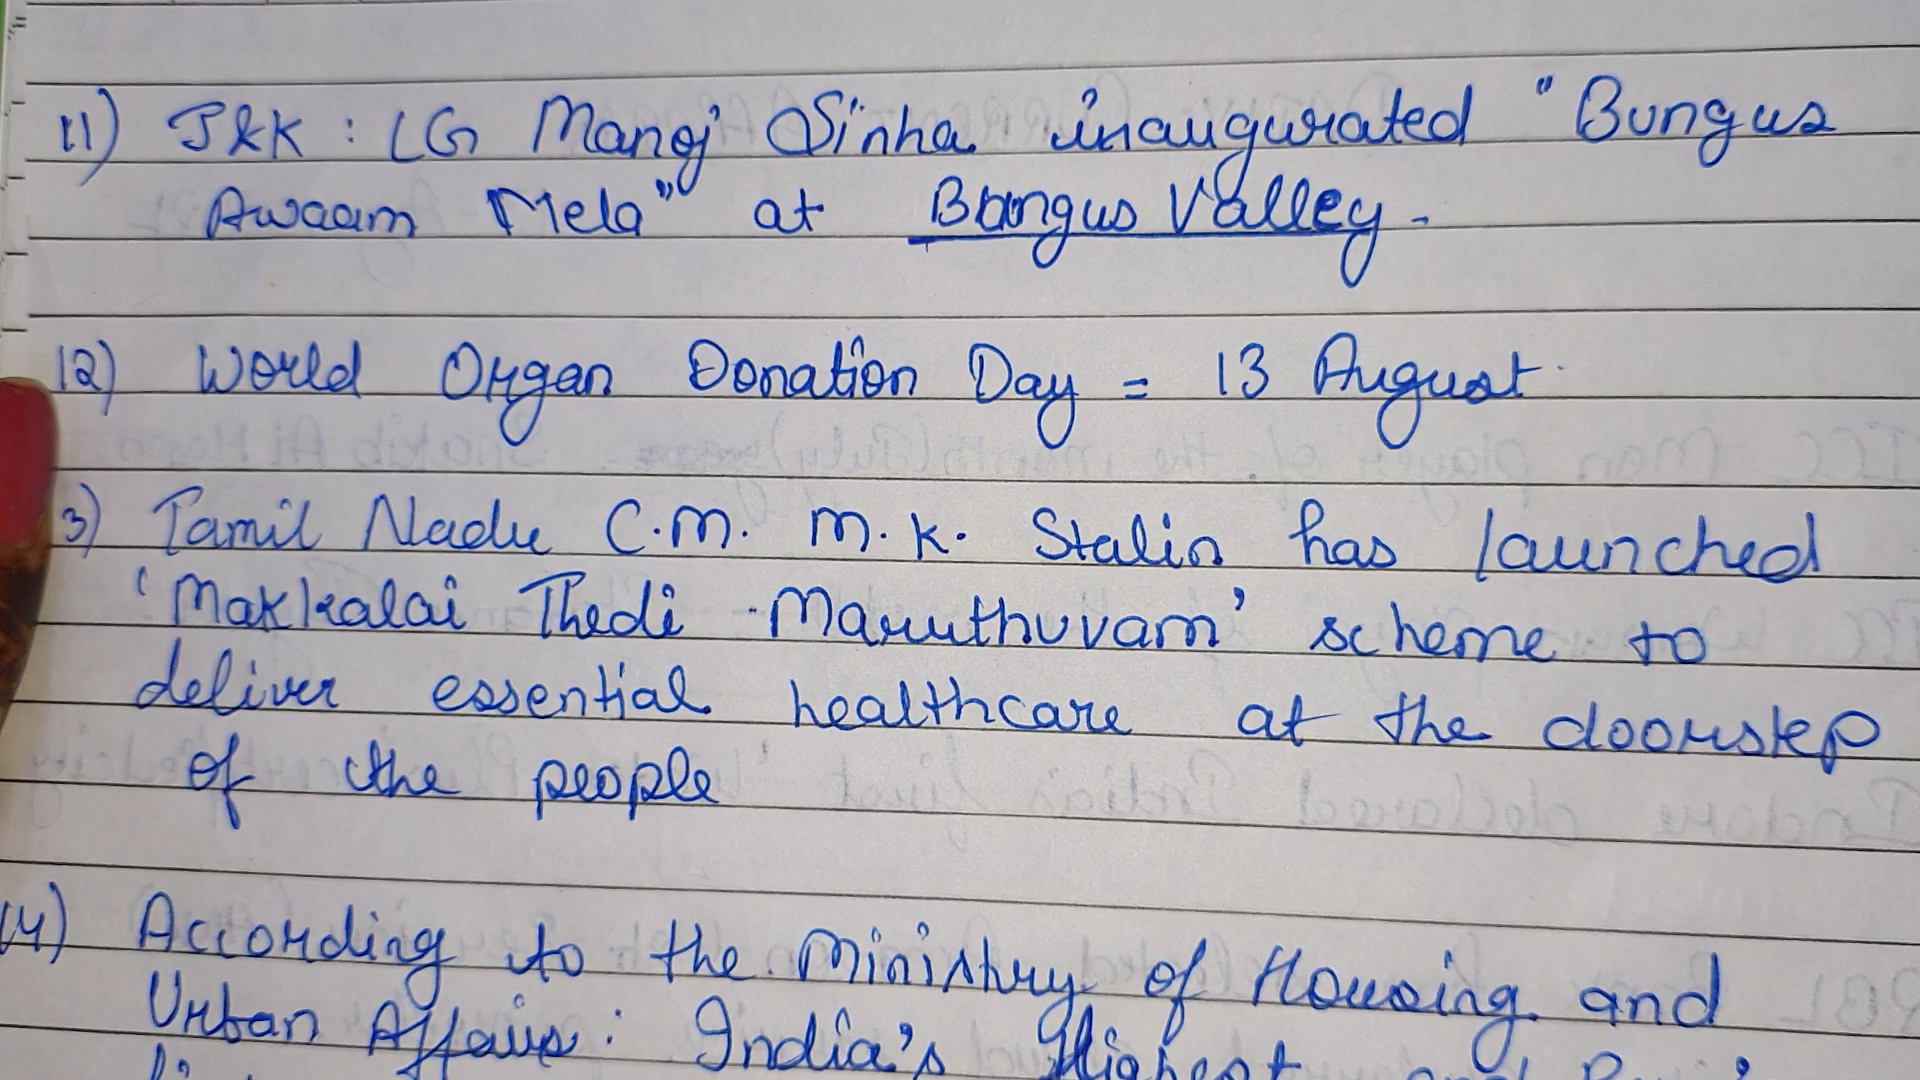 11) J&K : LG Manoj Sinha inaugurated "Bungus
Awaam Mela" at Bangus Valley.
12) World Organ Donation Day = 13 August.
3) Tamil Nadu C.M. M.K. Stalin has launched
'Makkalai Thedi Maruthuvam' scheme to
deliver essential healthcare at the doorstep
of the people
14) According to the Ministry of Housing and
Urban Affairs: India's Highest